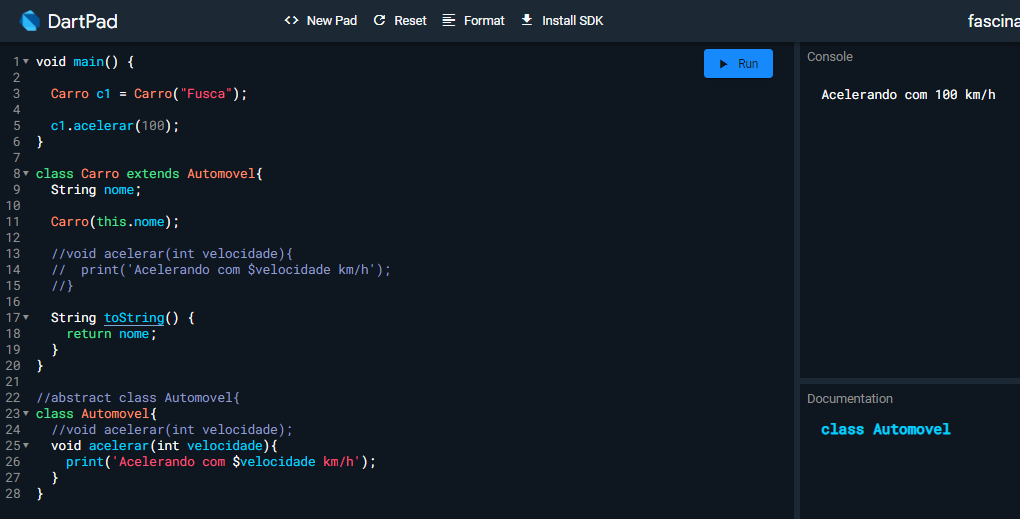 DartPad
<> New Pad
Reset
Format
Install SDK
fascina
1 void main() {
2
3   Carro c1 = Carro("Fusca");
4
5   c1.acelerar(100);
6 }
7
8 class Carro extends Automovel{
9   String nome;
10
11   Carro(this.nome);
12
13   //void acelerar(int velocidade){
14   //  print('Acelerando com $velocidade km/h');
15   //}
16
17   String toString() {
18     return nome;
19   }
20 }
21
22 //abstract class Automovel{
23 class Automovel{
24   //void acelerar(int velocidade);
25   void acelerar(int velocidade){
26     print('Acelerando com $velocidade km/h');
27   }
28 }
Run
Console
Acelerando com 100 km/h
Documentation
class Automovel